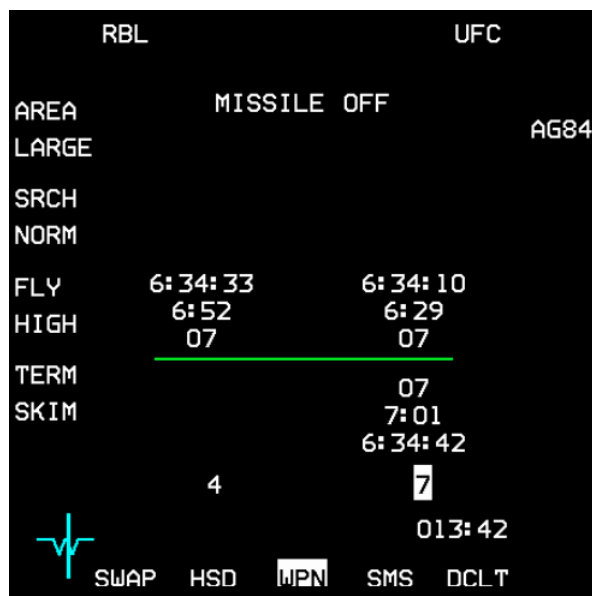 RBL UFC
MISSILE OFF
AREA
LARGE
AG84
SRCH
NORM
FLY
HIGH
6:34:33 6:34:10
6:52 6:29
07 07
TERM
SKIM
07
7:01
6:34:42
4 7
013:42
SWAP HSD WPN SMS DCLT